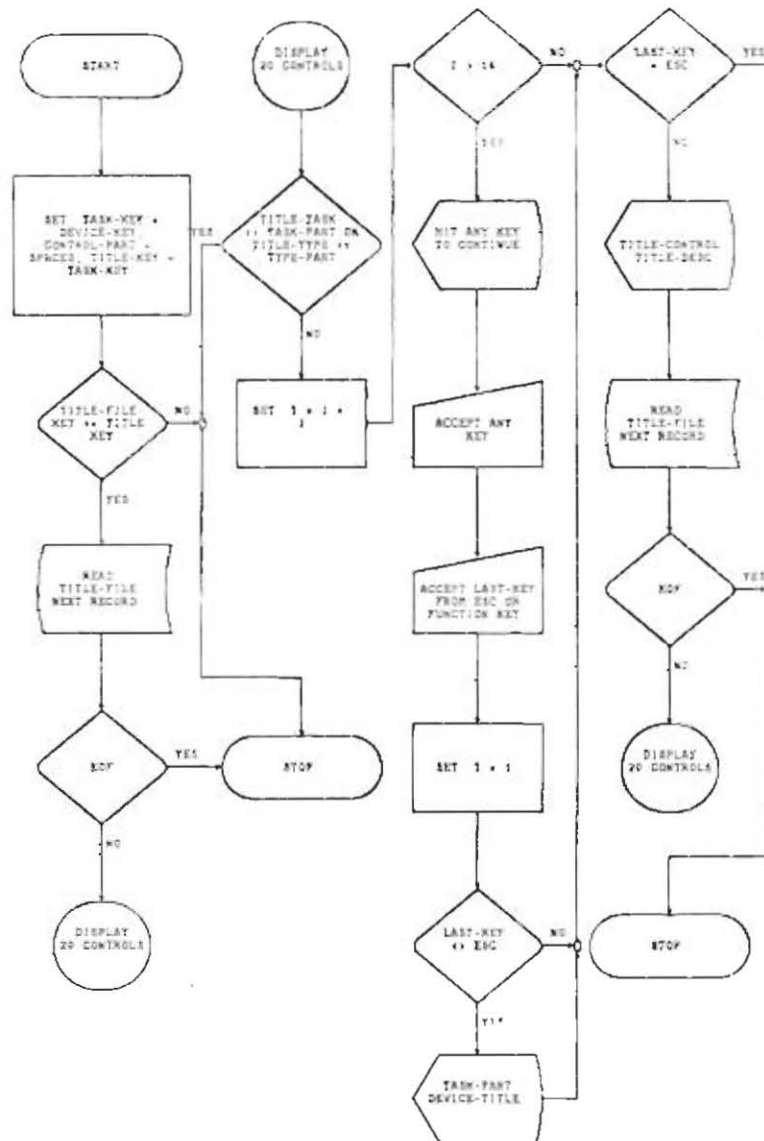 START
SET TASK-KEY =
DEVICE-KEY,
CONTROL-PART =
SPACES, TITLE-KEY =
TASK-KEY
TITLE-FILE
KEY >= TITLE
KEY
NO
YES
READ
TITLE-FILE
NEXT RECORD
EOF
YES
NO
DISPLAY
20 CONTROLS
DISPLAY
20 CONTROLS
TITLE-TASK
<> TASK-PART OR
TITLE-TYPE <>
TYPE-PART
YES
NO
SET
STOP
NO
YES
HIT ANY KEY
TO CONTINUE
ACCEPT ANY
KEY
ACCEPT LAST-KEY
FROM ESC OR
FUNCTION KEY
SET
LAST-KEY
<> ESC
NO
YES
TASK-PART
DEVICE-TITLE
LAST-KEY
= ESC
YES
NO
TITLE-CONTROL
TITLE-DESC
READ
TITLE-FILE
NEXT RECORD
EOF
YES
NO
DISPLAY
20 CONTROLS
STOP